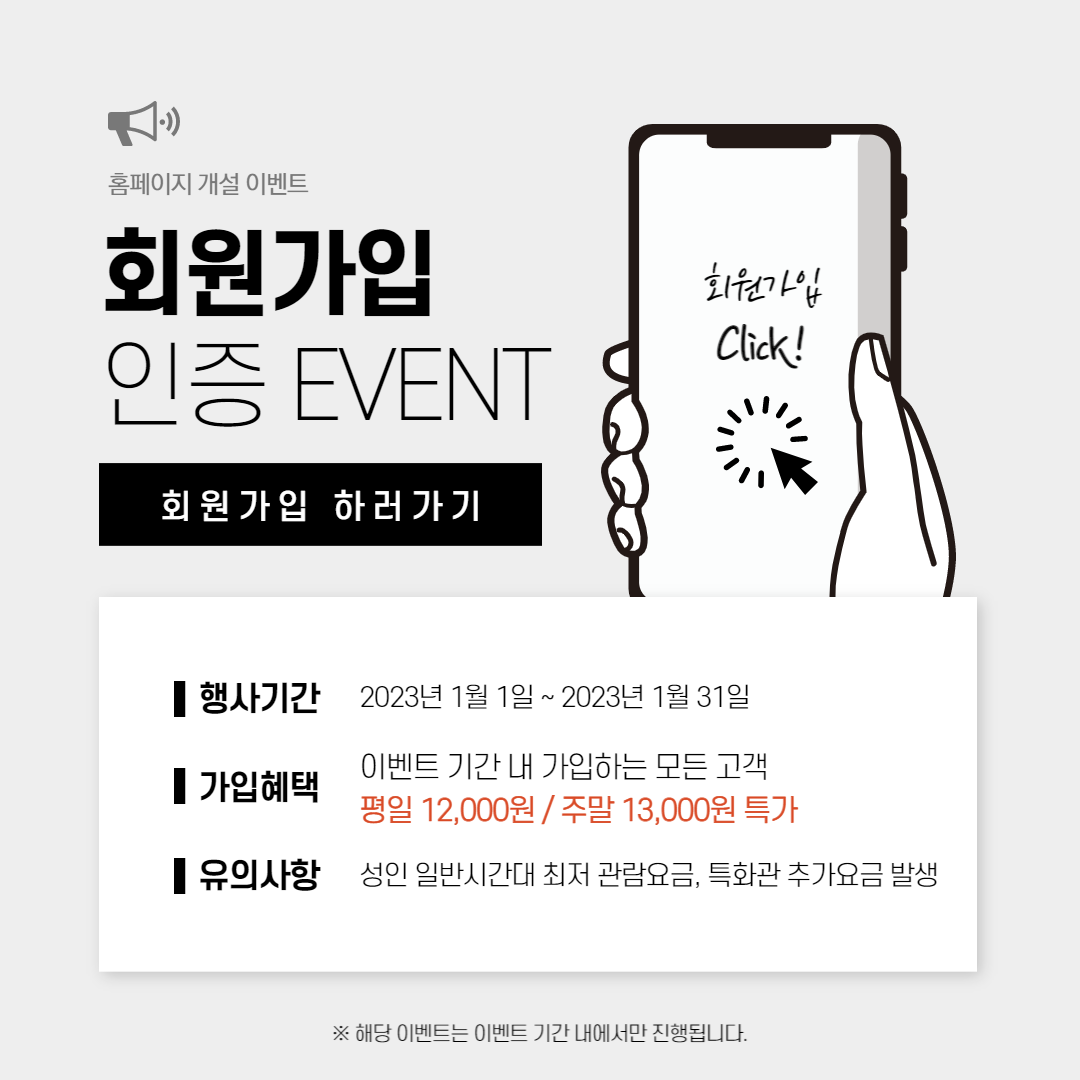 홈페이지 개설 이벤트
회원가입
인증 EVENT
회원가입 하러가기
회원가입
Click!
행사기간 2023년 1월 1일 ~ 2023년 1월 31일
가입혜택 이벤트 기간 내 가입하는 모든 고객
평일 12,000원 / 주말 13,000원 특가
유의사항 성인 일반시간대 최저 관람요금, 특화관 추가요금 발생
※ 해당 이벤트는 이벤트 기간 내에서만 진행됩니다.